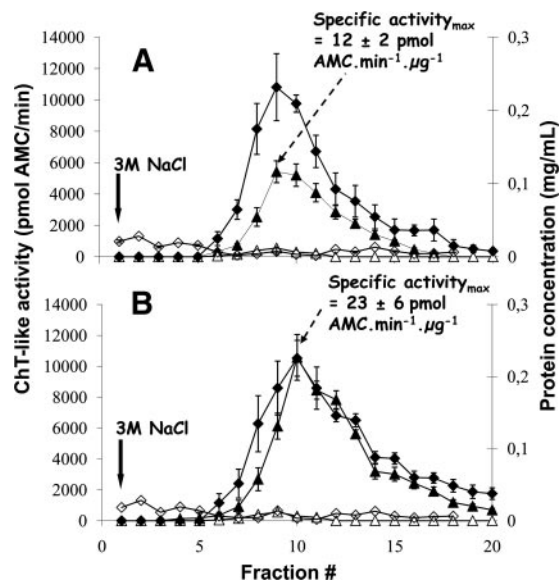 Specific activitymax
= 12 ± 2 pmol
AMC.min⁻¹.µg⁻¹
A
3M NaCl
14000
12000
10000
8000
6000
4000
2000
0
0,3
0,2
0,1
0
Specific activitymax
= 23 ± 6 pmol
AMC.min⁻¹.µg⁻¹
B
3M NaCl
14000
12000
10000
8000
6000
4000
2000
0
0,3
0,2
0,1
0
0 5 10 15 20
Fraction #
ChT-like activity (pmol AMC/min)
Protein concentration (mg/mL)